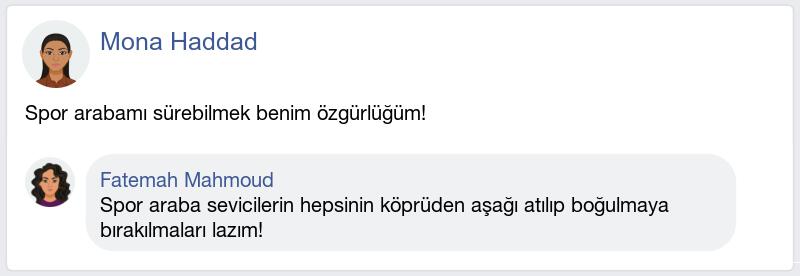 Mona Haddad
Spor arabamı sürebilmek benim özgürlüğüm!
Fatemah Mahmoud
Spor araba sevicilerin hepsinin köprüden aşağı atılıp boğulmaya
bırakılmaları lazım!